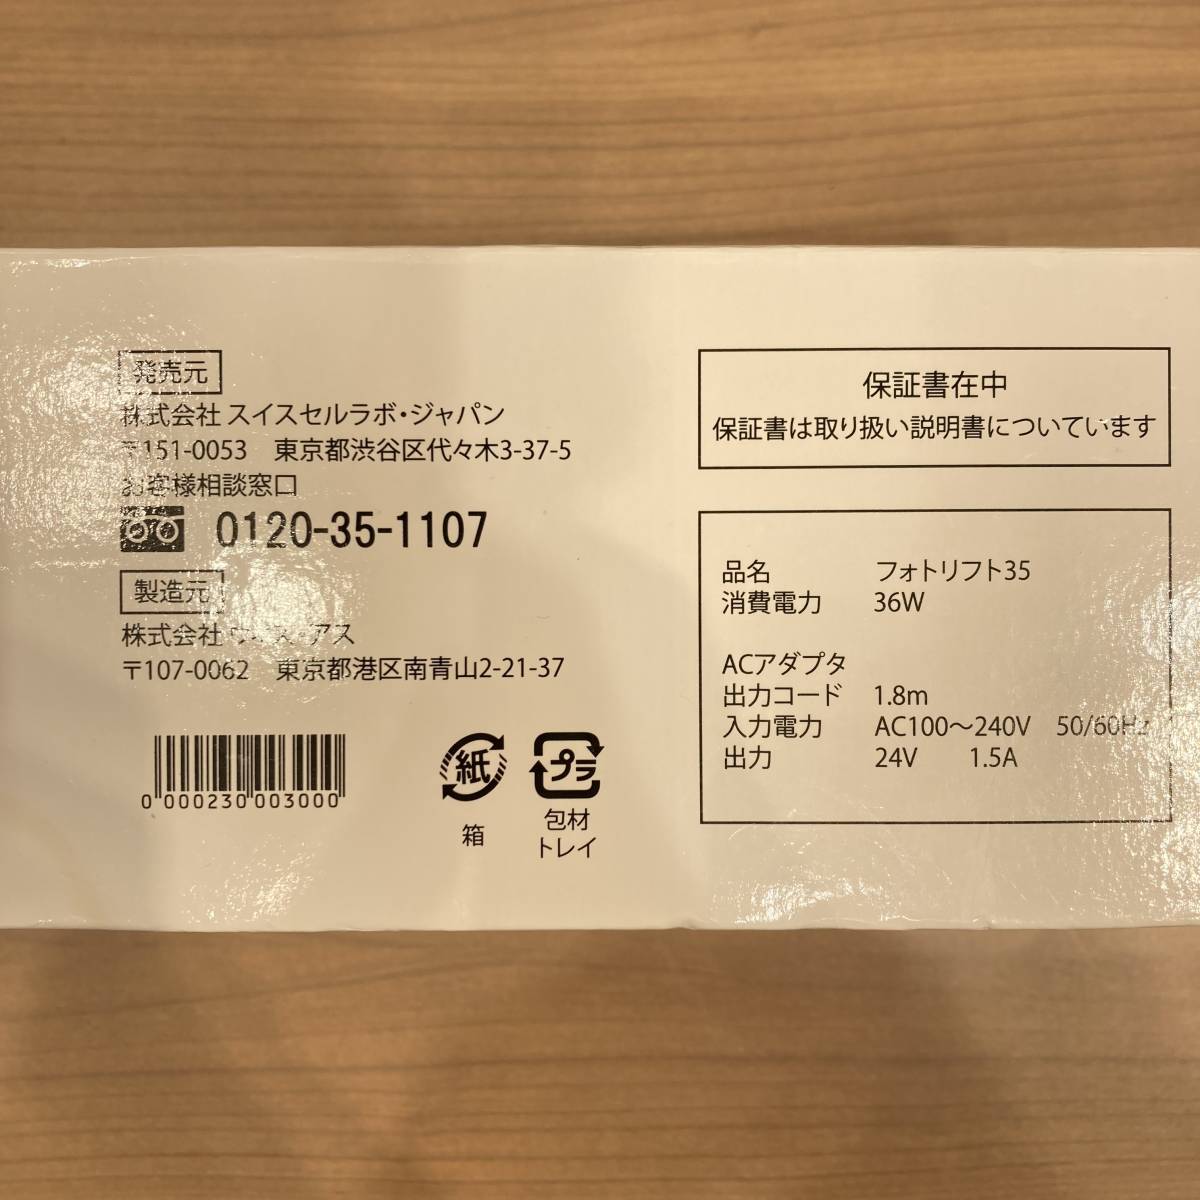 発売元
株式会社 スイスセルラボ・ジャパン
〒151-0053 東京都渋谷区代々木3-37-5
お客様相談窓口
0120-35-1107
製造元
株式会社 アス
〒107-0062 東京都港区南青山2-21-37
0 000230 003000
紙
箱
プラ
包材
トレイ
保証書在中
保証書は取り扱い説明書についています
品名 フォトリフト35
消費電力 36W
ACアダプタ
出力コード 1.8m
入力電力 AC100〜240V 50/60Hz
出力 24V 1.5A